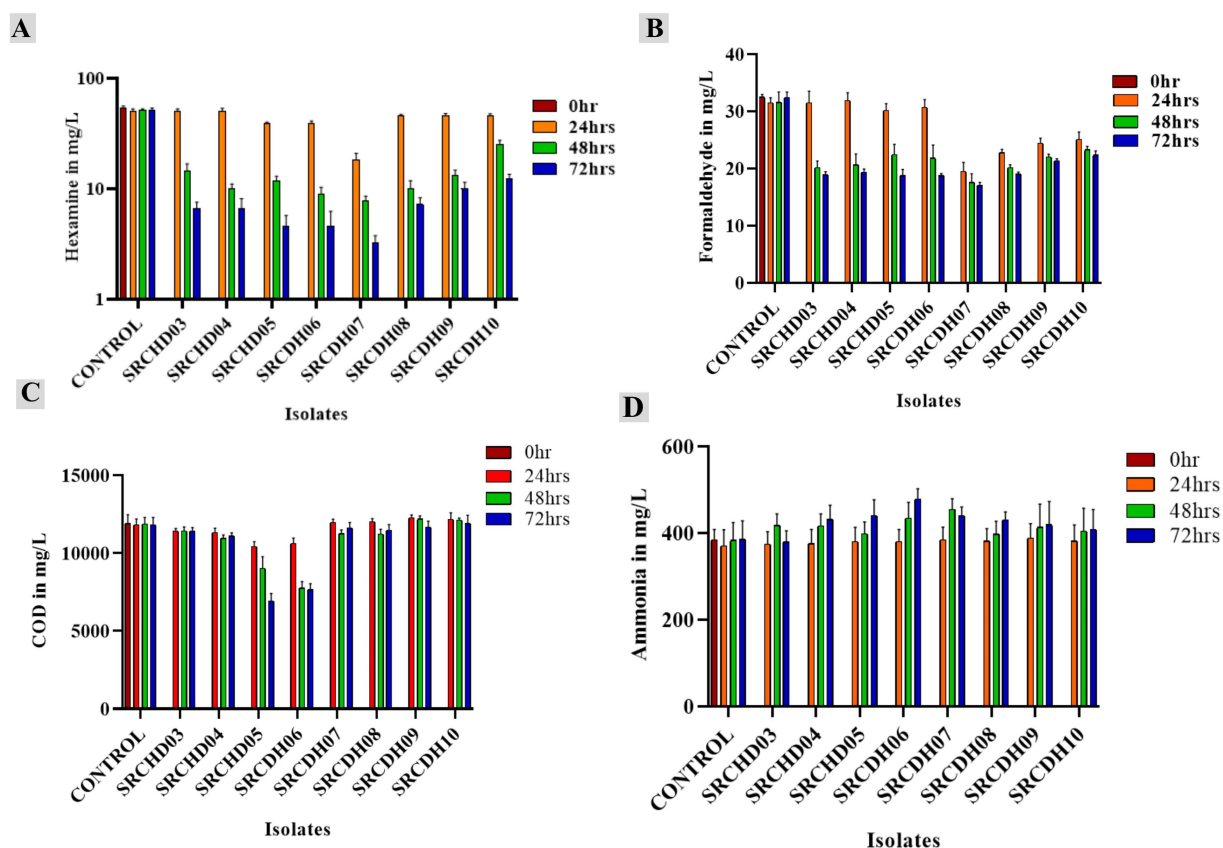 A
Hexamine in mg/L
100
10
1
CONTROL
SRCHD03
SRCHD04
SRCHD05
SRCDH06
SRCDH07
SRCDH08
SRCDH09
SRCDH10
Isolates
0hr
24hrs
48hrs
72hrs
B
Formaldehyde in mg/L
40
30
20
10
0
CONTROL
SRCHD03
SRCHD04
SRCHD05
SRCDH06
SRCDH07
SRCDH08
SRCDH09
SRCDH10
Isolates
0hr
24hrs
48hrs
72hrs
C
COD in mg/L
15000
10000
5000
0
CONTROL
SRCHD03
SRCHD04
SRCHD05
SRCDH06
SRCDH07
SRCDH08
SRCDH09
SRCDH10
Isolates
0hr
24hrs
48hrs
72hrs
D
Ammonia in mg/L
600
400
200
0
CONTROL
SRCHD03
SRCHD04
SRCHD05
SRCDH06
SRCDH07
SRCDH08
SRCDH09
SRCDH10
Isolates
0hr
24hrs
48hrs
72hrs